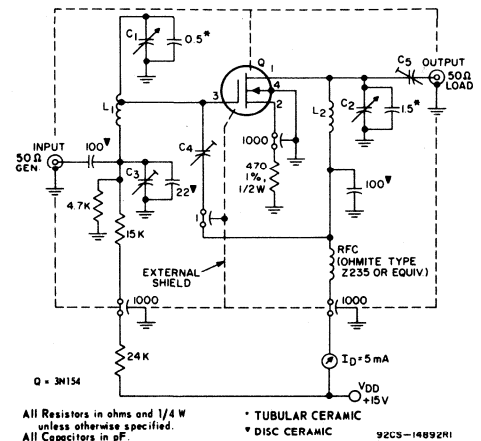 C1
0.5*
Q
1
C5
OUTPUT
50Ω
LOAD
3
4
2
L1
L2
C2
1.5*
INPUT
50Ω
GEN.
100▼
C4
1000
C3
22▼
470
1%,
1/2W
100▼
4.7K
15K
1
RFC
(OHMITE TYPE
Z235 OR EQUIV.)
EXTERNAL
SHIELD
1000
1000
24K
ID=5mA
Q = 3N154
VDD
+15V
All Resistors in ohms and 1/4 W
unless otherwise specified.
All Capacitors in pF.
* TUBULAR CERAMIC
▼ DISC CERAMIC
92CS-14892R1